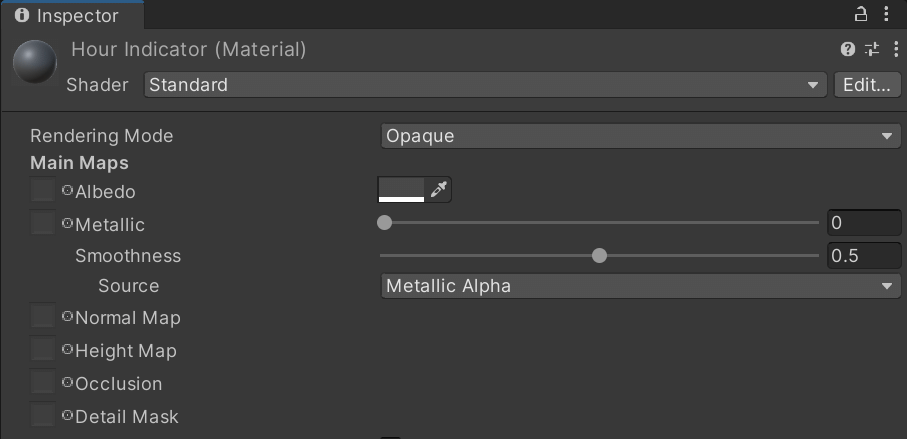 Inspector
Hour Indicator (Material)
Shader Standard Edit...
Rendering Mode Opaque
Main Maps
Albedo
Metallic 0
Smoothness 0.5
Source Metallic Alpha
Normal Map
Height Map
Occlusion
Detail Mask